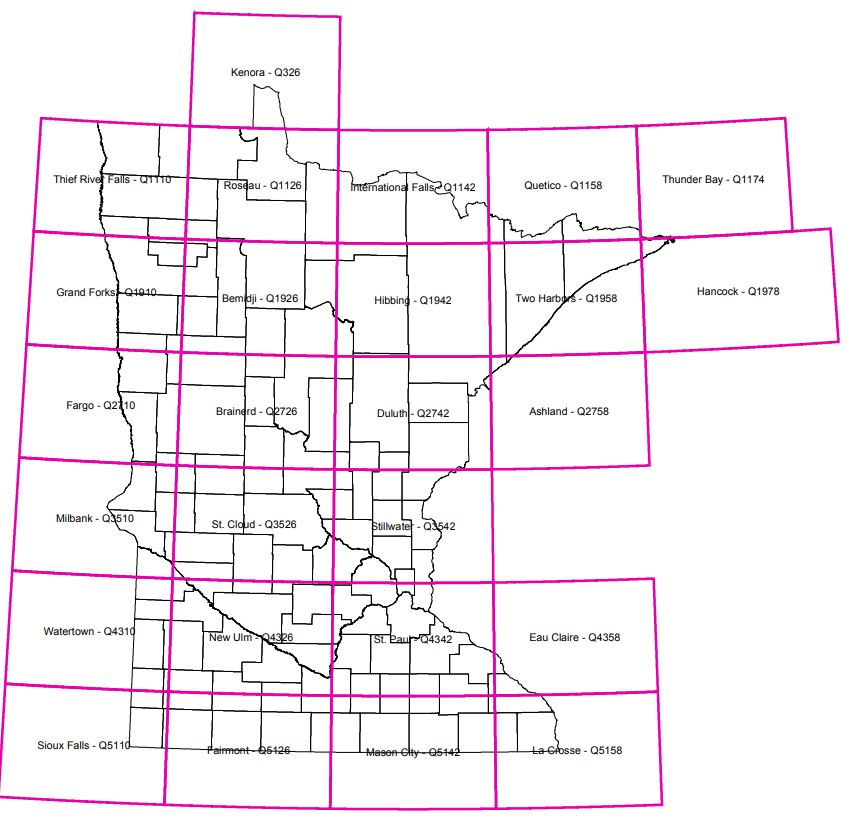 Kenora - Q326
Thief River Falls - Q1110
Roseau - Q1126
International Falls - Q1142
Quetico - Q1158
Thunder Bay - Q1174
Grand Forks - Q1910
Bemidji - Q1926
Hibbing - Q1942
Two Harbors - Q1958
Hancock - Q1978
Fargo - Q2710
Brainerd - Q2726
Duluth - Q2742
Ashland - Q2758
Milbank - Q3510
St. Cloud - Q3526
Stillwater - Q3542
Watertown - Q4310
New Ulm - Q4326
St. Paul - Q4342
Eau Claire - Q4358
Sioux Falls - Q5110
Fairmont - Q5126
Mason City - Q5142
La Crosse - Q5158